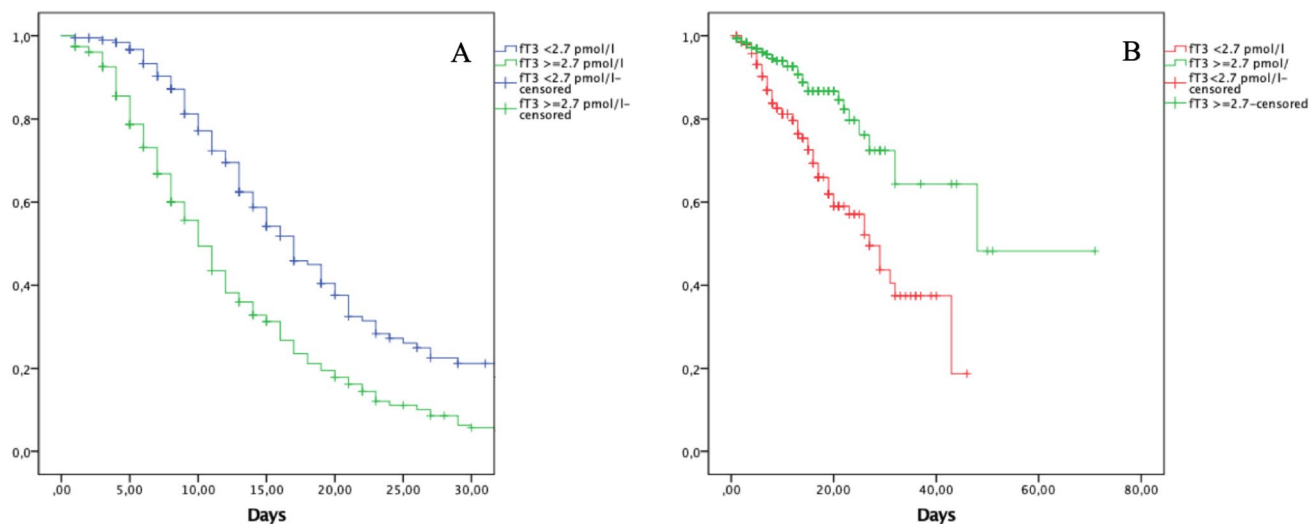 A
fT3 <2.7 pmol/l
fT3 >=2.7 pmol/l
fT3 <2.7 pmol/l-
censored
fT3 >=2.7 pmol/l-
censored
1,0
0,8
0,6
0,4
0,2
0,0
,00 5,00 10,00 15,00 20,00 25,00 30,00
Days
B
fT3 <2.7 pmol/l
fT3 >=2.7 pmol/
fT3<2.7 pmol/l-
censored
fT3 >=2.7-censored
1,0
0,8
0,6
0,4
0,2
0,0
,00 20,00 40,00 60,00 80,00
Days